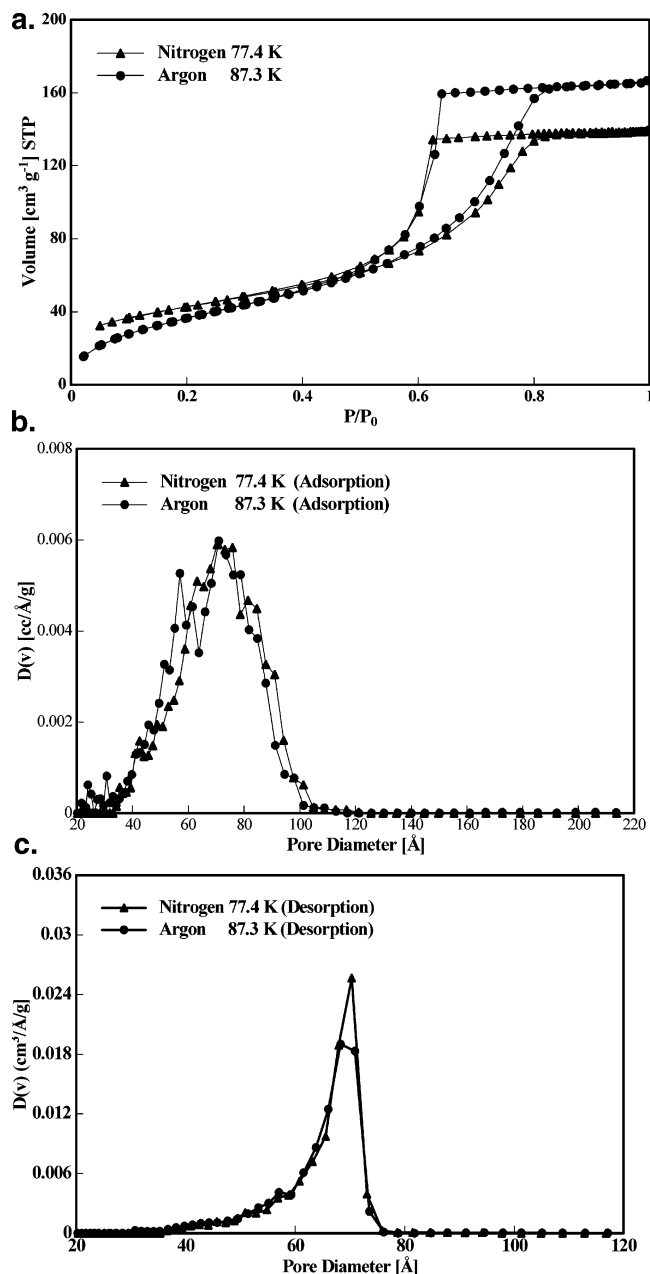 a.
200
160
120
80
40
0
Volume [cm³ g⁻¹] STP
Nitrogen 77.4 K
Argon 87.3 K
0 0.2 0.4 0.6 0.8 1
P/P₀
b.
0.008
0.006
0.004
0.002
0
D(v) [cc/Å/g]
Nitrogen 77.4 K (Adsorption)
Argon 87.3 K (Adsorption)
20 40 60 80 100 120 140 160 180 200 220
Pore Diameter [Å]
c.
0.036
0.03
0.024
0.018
0.012
0.006
0
D(v) (cm³/Å/g]
Nitrogen 77.4 K (Desorption)
Argon 87.3 K (Desorption)
20 40 60 80 100 120
Pore Diameter [Å]